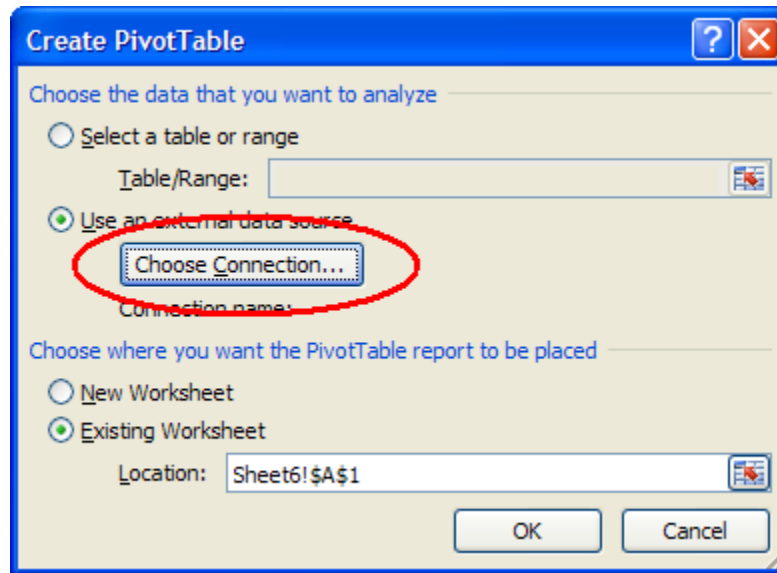 Create PivotTable
?
Choose the data that you want to analyze
Select a table or range
Table/Range:
Use an external data source
Choose Connection...
Connection name:
Choose where you want the PivotTable report to be placed
New Worksheet
Existing Worksheet
Location: Sheet6!$A$1
OK Cancel